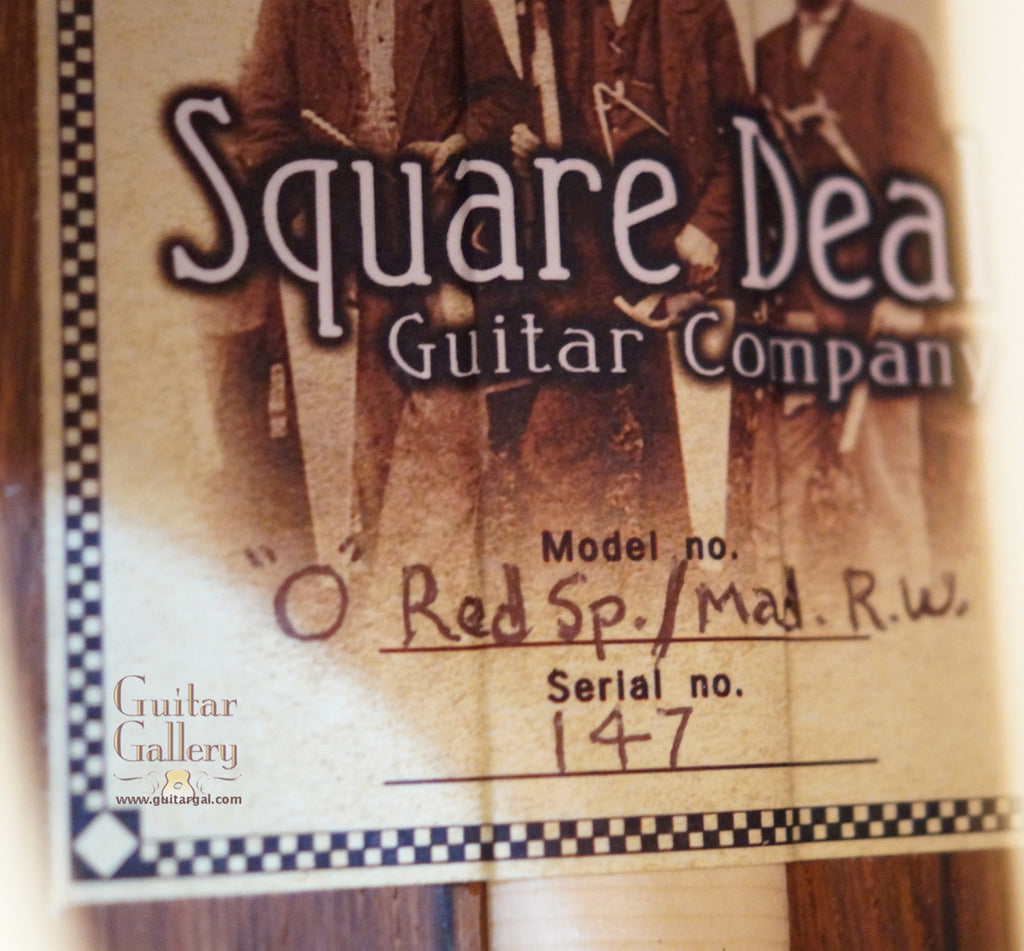 Square Deal
Guitar Company
Model no.
"O" Red Sp./Mad. R.W.
Serial no.
147
Guitar
Gallery
www.guitargal.com